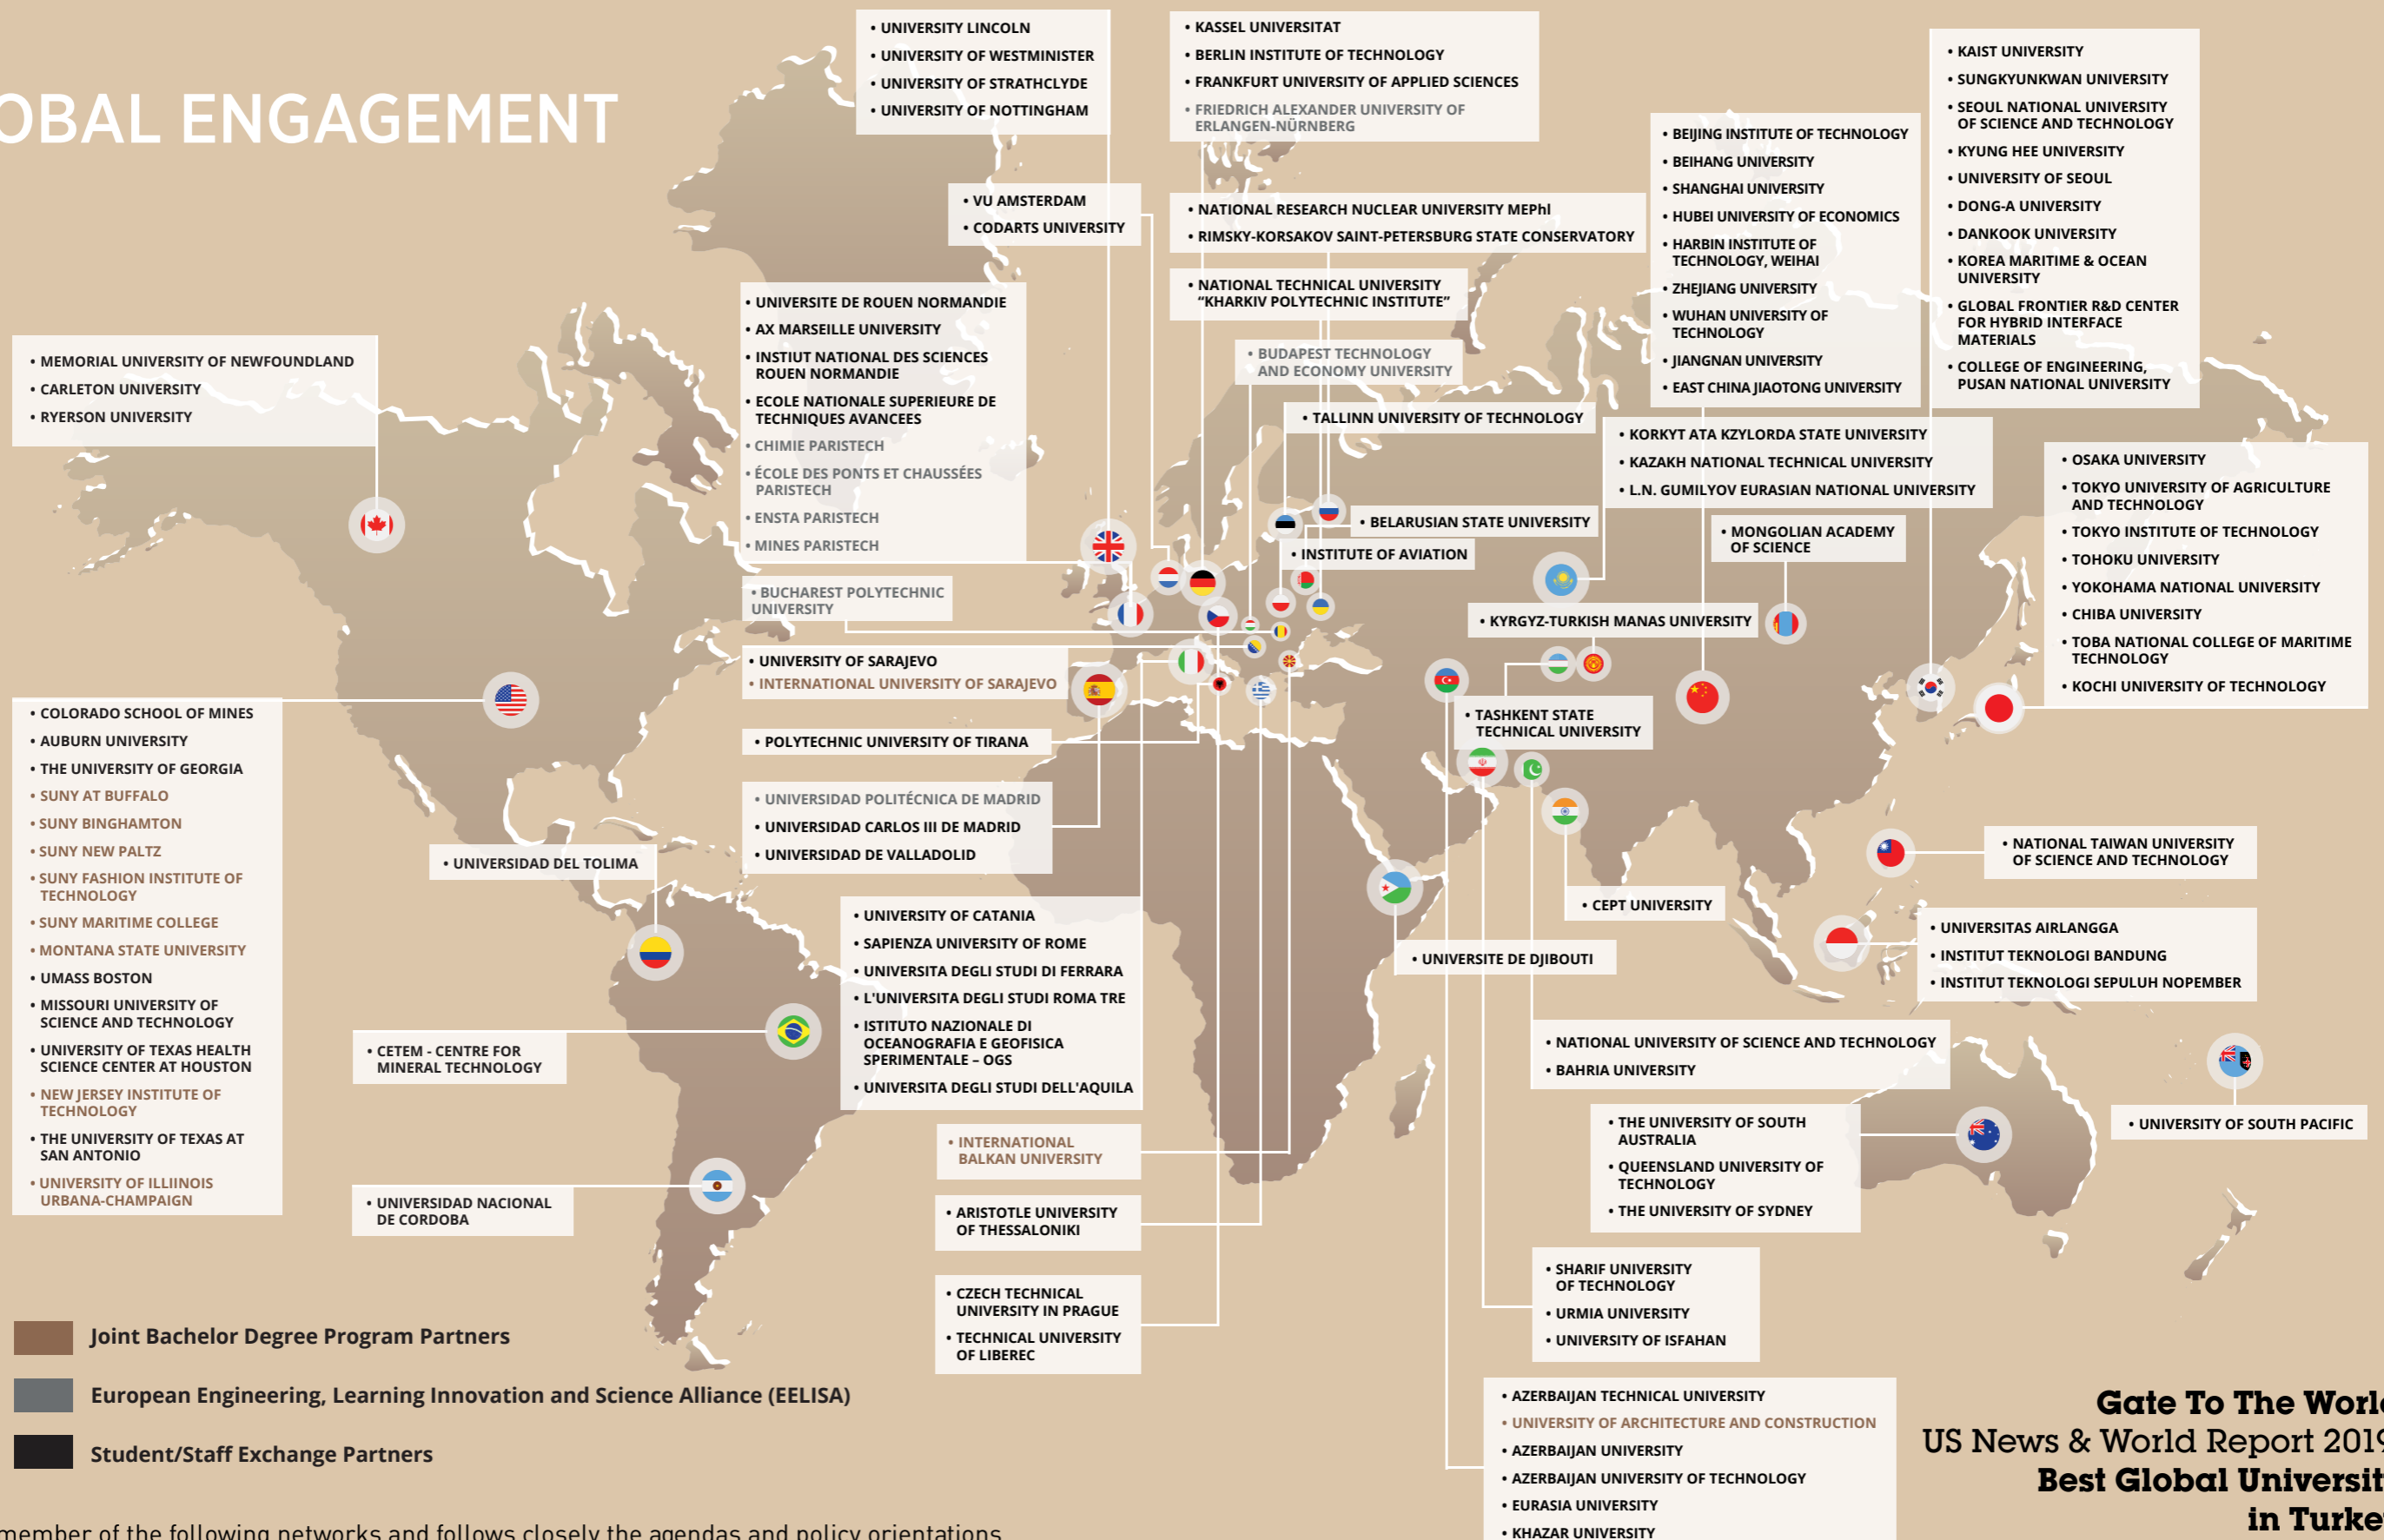 OBAL ENGAGEMENT
• UNIVERSITY LINCOLN
• UNIVERSITY OF WESTMINISTER
• UNIVERSITY OF STRATHCLYDE
• UNIVERSITY OF NOTTINGHAM
• KASSEL UNIVERSITAT
• BERLIN INSTITUTE OF TECHNOLOGY
• FRANKFURT UNIVERSITY OF APPLIED SCIENCES
• FRIEDRICH ALEXANDER UNIVERSITY OF
ERLANGEN-NÜRNBERG
• KAIST UNIVERSITY
• SUNGKYUNKWAN UNIVERSITY
• SEOUL NATIONAL UNIVERSITY
OF SCIENCE AND TECHNOLOGY
• KYUNG HEE UNIVERSITY
• UNIVERSITY OF SEOUL
• DONG-A UNIVERSITY
• DANKOOK UNIVERSITY
• KOREA MARITIME & OCEAN
UNIVERSITY
• GLOBAL FRONTIER R&D CENTER
FOR HYBRID INTERFACE
MATERIALS
• COLLEGE OF ENGINEERING,
PUSAN NATIONAL UNIVERSITY
• BEIJING INSTITUTE OF TECHNOLOGY
• BEIHANG UNIVERSITY
• SHANGHAI UNIVERSITY
• HUBEI UNIVERSITY OF ECONOMICS
• HARBIN INSTITUTE OF
TECHNOLOGY, WEIHAI
• ZHEJIANG UNIVERSITY
• WUHAN UNIVERSITY OF
TECHNOLOGY
• JIANGNAN UNIVERSITY
• EAST CHINA JIAOTONG UNIVERSITY
• VU AMSTERDAM
• CODARTS UNIVERSITY
• NATIONAL RESEARCH NUCLEAR UNIVERSITY MEPhI
• RIMSKY-KORSAKOV SAINT-PETERSBURG STATE CONSERVATORY
• NATIONAL TECHNICAL UNIVERSITY
“KHARKIV POLYTECHNIC INSTITUTE”
• UNIVERSITE DE ROUEN NORMANDIE
• AX MARSEILLE UNIVERSITY
• INSTIUT NATIONAL DES SCIENCES
ROUEN NORMANDIE
• ECOLE NATIONALE SUPERIEURE DE
TECHNIQUES AVANCEES
• CHIMIE PARISTECH
• ÉCOLE DES PONTS ET CHAUSSÉES
PARISTECH
• ENSTA PARISTECH
• MINES PARISTECH
• MEMORIAL UNIVERSITY OF NEWFOUNDLAND
• CARLETON UNIVERSITY
• RYERSON UNIVERSITY
• BUDAPEST TECHNOLOGY
AND ECONOMY UNIVERSITY
• TALLINN UNIVERSITY OF TECHNOLOGY
• KORKYT ATA KZYLORDA STATE UNIVERSITY
• KAZAKH NATIONAL TECHNICAL UNIVERSITY
• L.N. GUMILYOV EURASIAN NATIONAL UNIVERSITY
• OSAKA UNIVERSITY
• TOKYO UNIVERSITY OF AGRICULTURE
AND TECHNOLOGY
• TOKYO INSTITUTE OF TECHNOLOGY
• TOHOKU UNIVERSITY
• YOKOHAMA NATIONAL UNIVERSITY
• CHIBA UNIVERSITY
• TOBA NATIONAL COLLEGE OF MARITIME
TECHNOLOGY
• KOCHI UNIVERSITY OF TECHNOLOGY
• BELARUSIAN STATE UNIVERSITY
• INSTITUTE OF AVIATION
• MONGOLIAN ACADEMY
OF SCIENCE
• BUCHAREST POLYTECHNIC
UNIVERSITY
• KYRGYZ-TURKISH MANAS UNIVERSITY
• UNIVERSITY OF SARAJEVO
• INTERNATIONAL UNIVERSITY OF SARAJEVO
• TASHKENT STATE
TECHNICAL UNIVERSITY
• POLYTECHNIC UNIVERSITY OF TIRANA
• COLORADO SCHOOL OF MINES
• AUBURN UNIVERSITY
• THE UNIVERSITY OF GEORGIA
• SUNY AT BUFFALO
• SUNY BINGHAMTON
• SUNY NEW PALTZ
• SUNY FASHION INSTITUTE OF
TECHNOLOGY
• SUNY MARITIME COLLEGE
• MONTANA STATE UNIVERSITY
• UMASS BOSTON
• MISSOURI UNIVERSITY OF
SCIENCE AND TECHNOLOGY
• UNIVERSITY OF TEXAS HEALTH
SCIENCE CENTER AT HOUSTON
• NEW JERSEY INSTITUTE OF
TECHNOLOGY
• THE UNIVERSITY OF TEXAS AT
SAN ANTONIO
• UNIVERSITY OF ILLIINOIS
URBANA-CHAMPAIGN
• UNIVERSIDAD POLITÉCNICA DE MADRID
• UNIVERSIDAD CARLOS III DE MADRID
• UNIVERSIDAD DE VALLADOLID
• UNIVERSIDAD DEL TOLIMA
• NATIONAL TAIWAN UNIVERSITY
OF SCIENCE AND TECHNOLOGY
• CEPT UNIVERSITY
• UNIVERSITY OF CATANIA
• SAPIENZA UNIVERSITY OF ROME
• UNIVERSITA DEGLI STUDI DI FERRARA
• L'UNIVERSITA DEGLI STUDI ROMA TRE
• ISTITUTO NAZIONALE DI
OCEANOGRAFIA E GEOFISICA
SPERIMENTALE – OGS
• UNIVERSITA DEGLI STUDI DELL'AQUILA
• UNIVERSITE DE DJIBOUTI
• UNIVERSITAS AIRLANGGA
• INSTITUT TEKNOLOGI BANDUNG
• INSTITUT TEKNOLOGI SEPULUH NOPEMBER
• CETEM - CENTRE FOR
MINERAL TECHNOLOGY
• NATIONAL UNIVERSITY OF SCIENCE AND TECHNOLOGY
• BAHRIA UNIVERSITY
• THE UNIVERSITY OF SOUTH
AUSTRALIA
• QUEENSLAND UNIVERSITY OF
TECHNOLOGY
• THE UNIVERSITY OF SYDNEY
• UNIVERSITY OF SOUTH PACIFIC
• INTERNATIONAL
BALKAN UNIVERSITY
• UNIVERSIDAD NACIONAL
DE CORDOBA
• ARISTOTLE UNIVERSITY
OF THESSALONIKI
• SHARIF UNIVERSITY
OF TECHNOLOGY
• URMIA UNIVERSITY
• UNIVERSITY OF ISFAHAN
• CZECH TECHNICAL
UNIVERSITY IN PRAGUE
• TECHNICAL UNIVERSITY
OF LIBEREC
Joint Bachelor Degree Program Partners
European Engineering, Learning Innovation and Science Alliance (EELISA)
Student/Staff Exchange Partners
• AZERBAIJAN TECHNICAL UNIVERSITY
• UNIVERSITY OF ARCHITECTURE AND CONSTRUCTION
• AZERBAIJAN UNIVERSITY
• AZERBAIJAN UNIVERSITY OF TECHNOLOGY
• EURASIA UNIVERSITY
• KHAZAR UNIVERSITY
Gate To The World
US News & World Report 2019
Best Global Universit
in Turke
member of the following networks and follows closely the agendas and policy orientations